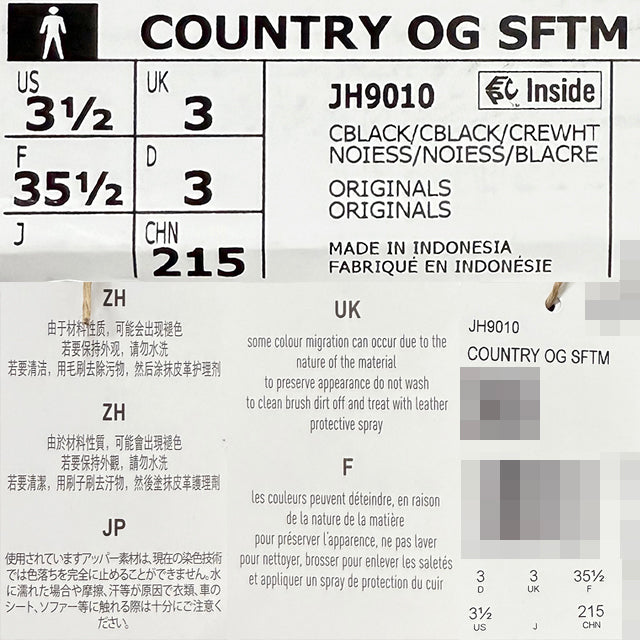 COUNTRY OG SFTM
US
3½
UK
3
F
35½
D
3
J
CHN
215
JH9010
Inside
CBLACK/CBLACK/CREWHT
NOIESS/NOIESS/BLACRE
ORIGINALS
ORIGINALS
MADE IN INDONESIA
FABRIQUÉ EN INDONÉSIE
ZH
由于材料性质，可能会出现褪色
若要保持外观，请勿水洗
若要清洁，用毛刷去除污物，然后涂抹皮革护理剂
ZH
由於材料性質，可能會出現褪色
若要保持外觀，請勿水洗
若要清潔，用刷子刷去汙物，然後塗抹皮革護理劑
JP
使用されていますアッパー素材は、現在の染色技術
では色落ちを完全に止めることができません。水
に濡れた場合や摩擦、汗等が原因で衣類、車の
シート、ソファー等に触れる際は十分にご注意く
ださい。
UK
some colour migration can occur due to the
nature of the material
to preserve appearance do not wash
to clean brush dirt off and treat with leather
protective spray
F
les couleurs peuvent déteindre, en raison
de la nature de la matière
pour préserver l'apparence, ne pas laver
pour nettoyer, brosser pour enlever les saletés
et appliquer un spray de protection du cuir
JH9010
COUNTRY OG SFTM
3
D
3
UK
35½
F
3½
US
J
215
CHN